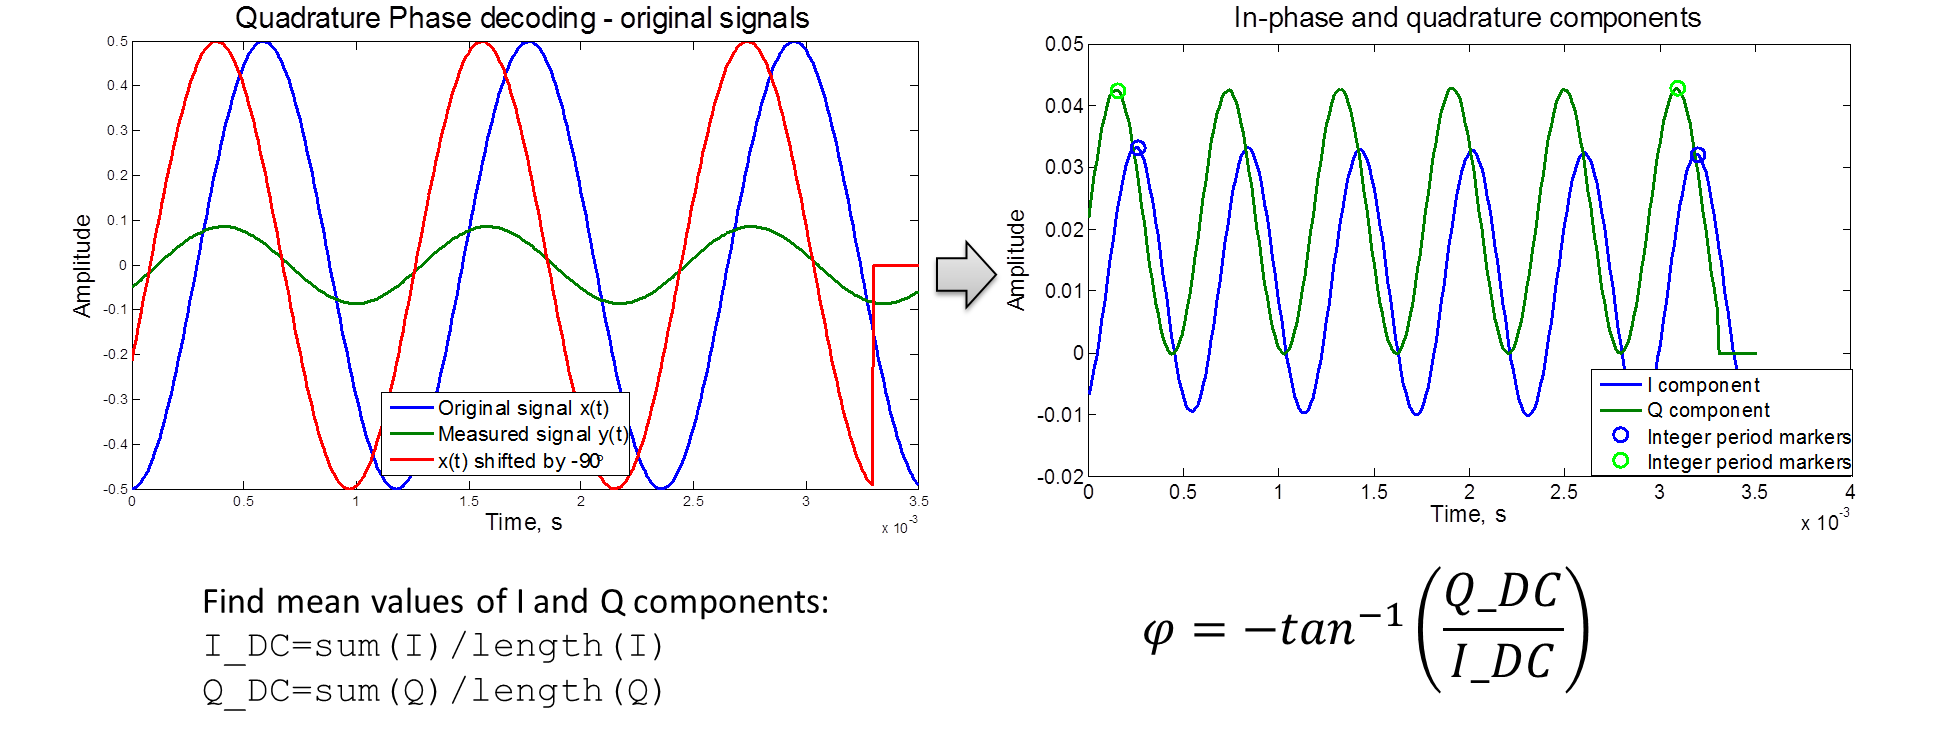 Quadrature Phase decoding - original signals
0.5
0.4
0.3
0.2
0.1
0
-0.1
-0.2
-0.3
-0.4
-0.5
Amplitude
0
0.5
1
1.5
2
2.5
3
3.5
Time, s
x 10^-3
Original signal x(t)
Measured signal y(t)
x(t) shifted by -90°
In-phase and quadrature components
0.05
0.04
0.03
0.02
0.01
0
-0.01
-0.02
Amplitude
0
0.5
1
1.5
2
2.5
3
3.5
4
Time, s
x 10^-3
I component
Q component
Integer period markers
Integer period markers
Find mean values of I and Q components:
I_DC=sum(I)/length(I)
Q_DC=sum(Q)/length(Q)
φ = −tan⁻¹(Q_DC/I_DC)